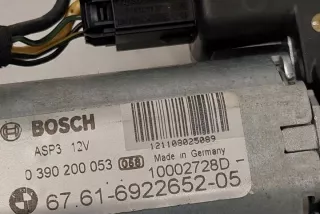 BOSCH
ASP3 12V
121109025089
Made in Germany
0 390 200 053 058
10002728D-
67.61-6922652-05